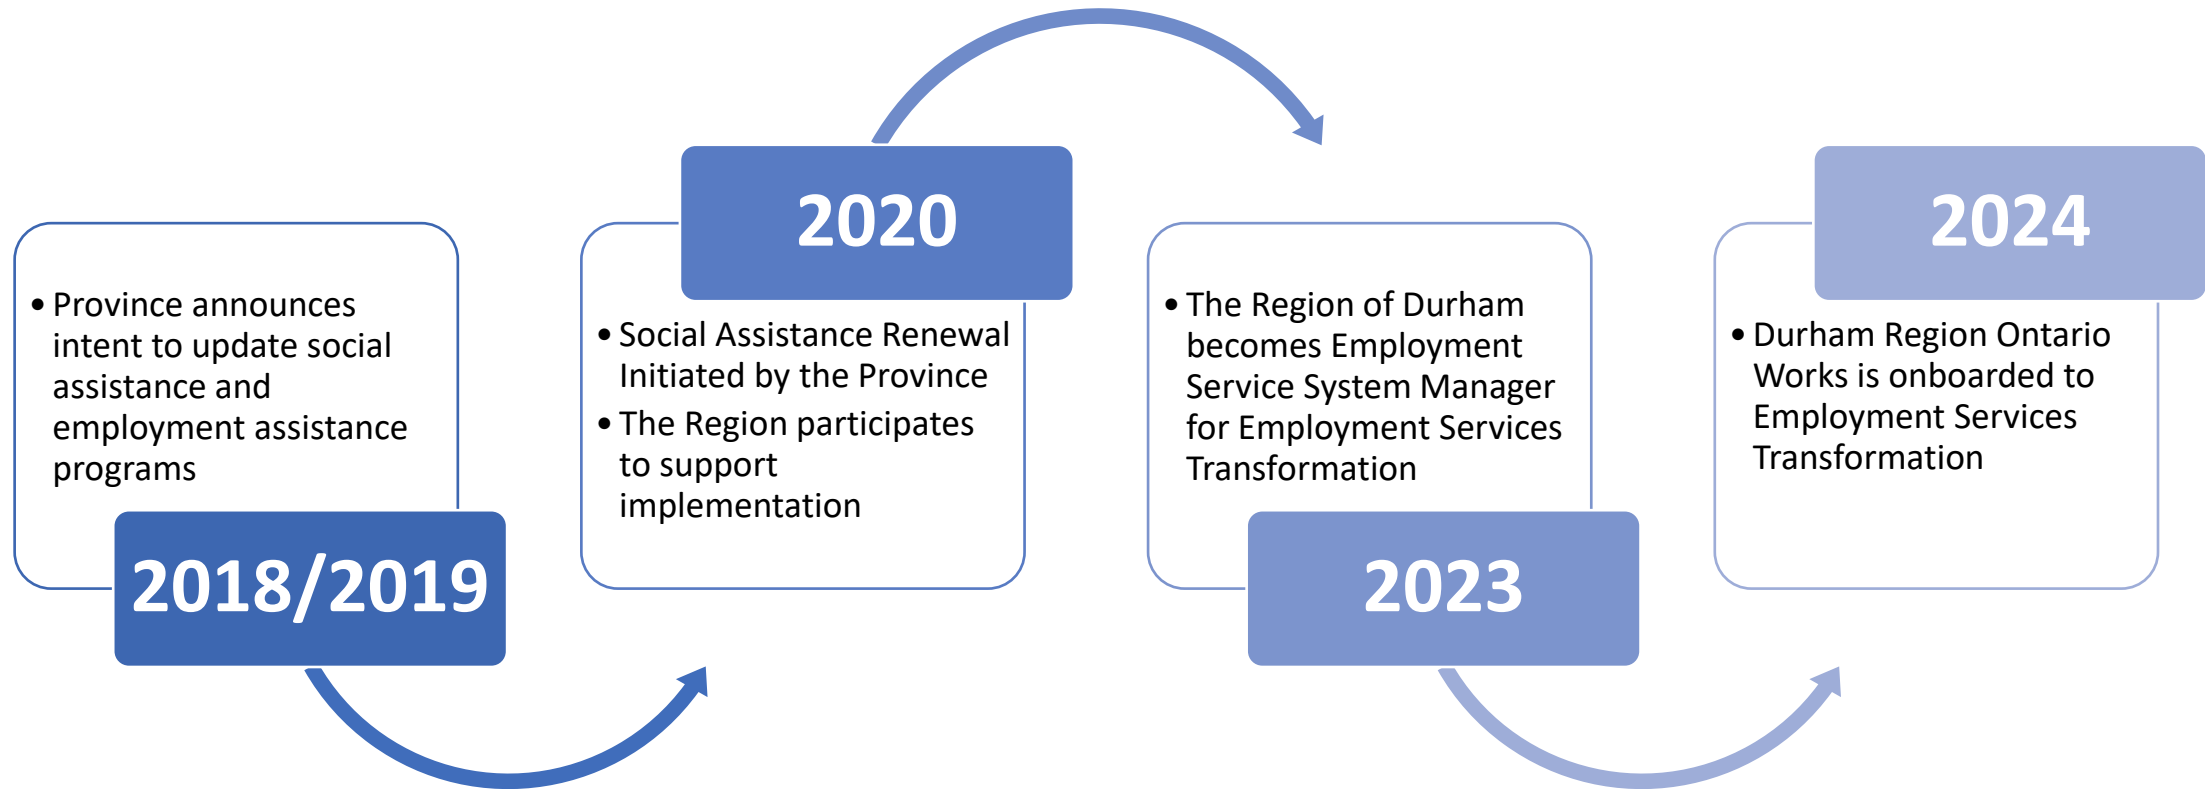 • Province announces
intent to update social
assistance and
employment assistance
programs
2018/2019
2020
• Social Assistance Renewal
Initiated by the Province
• The Region participates
to support
implementation
• The Region of Durham
becomes Employment
Service System Manager
for Employment Services
Transformation
2023
2024
• Durham Region Ontario
Works is onboarded to
Employment Services
Transformation